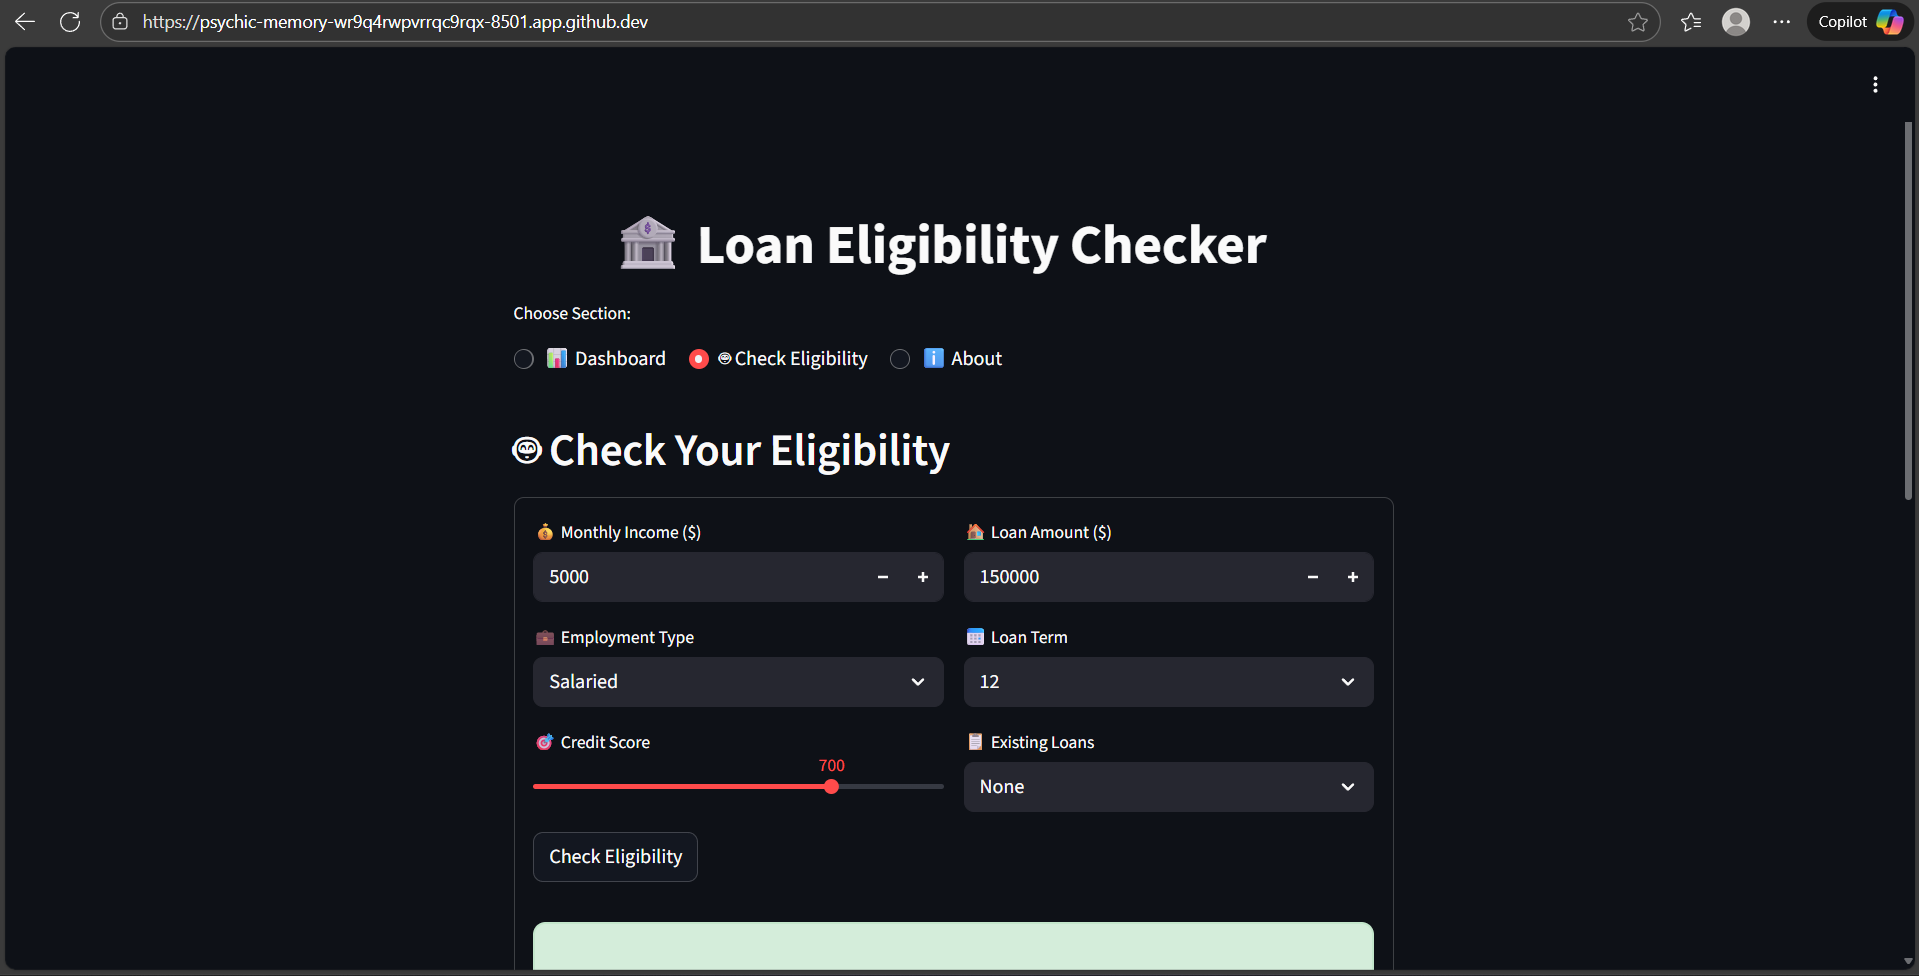 https://psychic-memory-wr9q4rwpvrrqc9rqx-8501.app.github.dev
Copilot
Loan Eligibility Checker
Choose Section:
Dashboard Check Eligibility About
Check Your Eligibility
Monthly Income ($) Loan Amount ($)
5000 150000
Employment Type Loan Term
Salaried 12
Credit Score Existing Loans
700
None
Check Eligibility